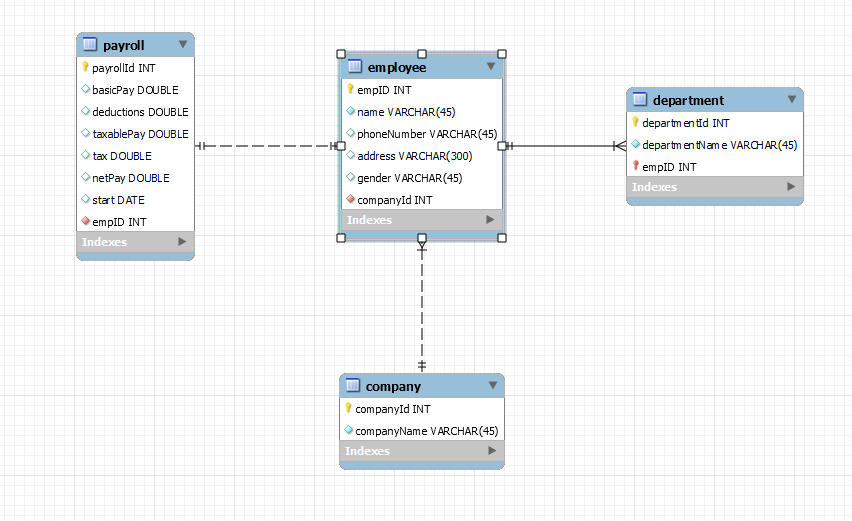 payroll
payrollId INT
basicPay DOUBLE
deductions DOUBLE
taxablePay DOUBLE
tax DOUBLE
netPay DOUBLE
start DATE
empID INT
Indexes
employee
empID INT
name VARCHAR(45)
phoneNumber VARCHAR(45)
address VARCHAR(300)
gender VARCHAR(45)
companyId INT
Indexes
department
departmentId INT
departmentName VARCHAR(45)
empID INT
Indexes
company
companyId INT
companyName VARCHAR(45)
Indexes